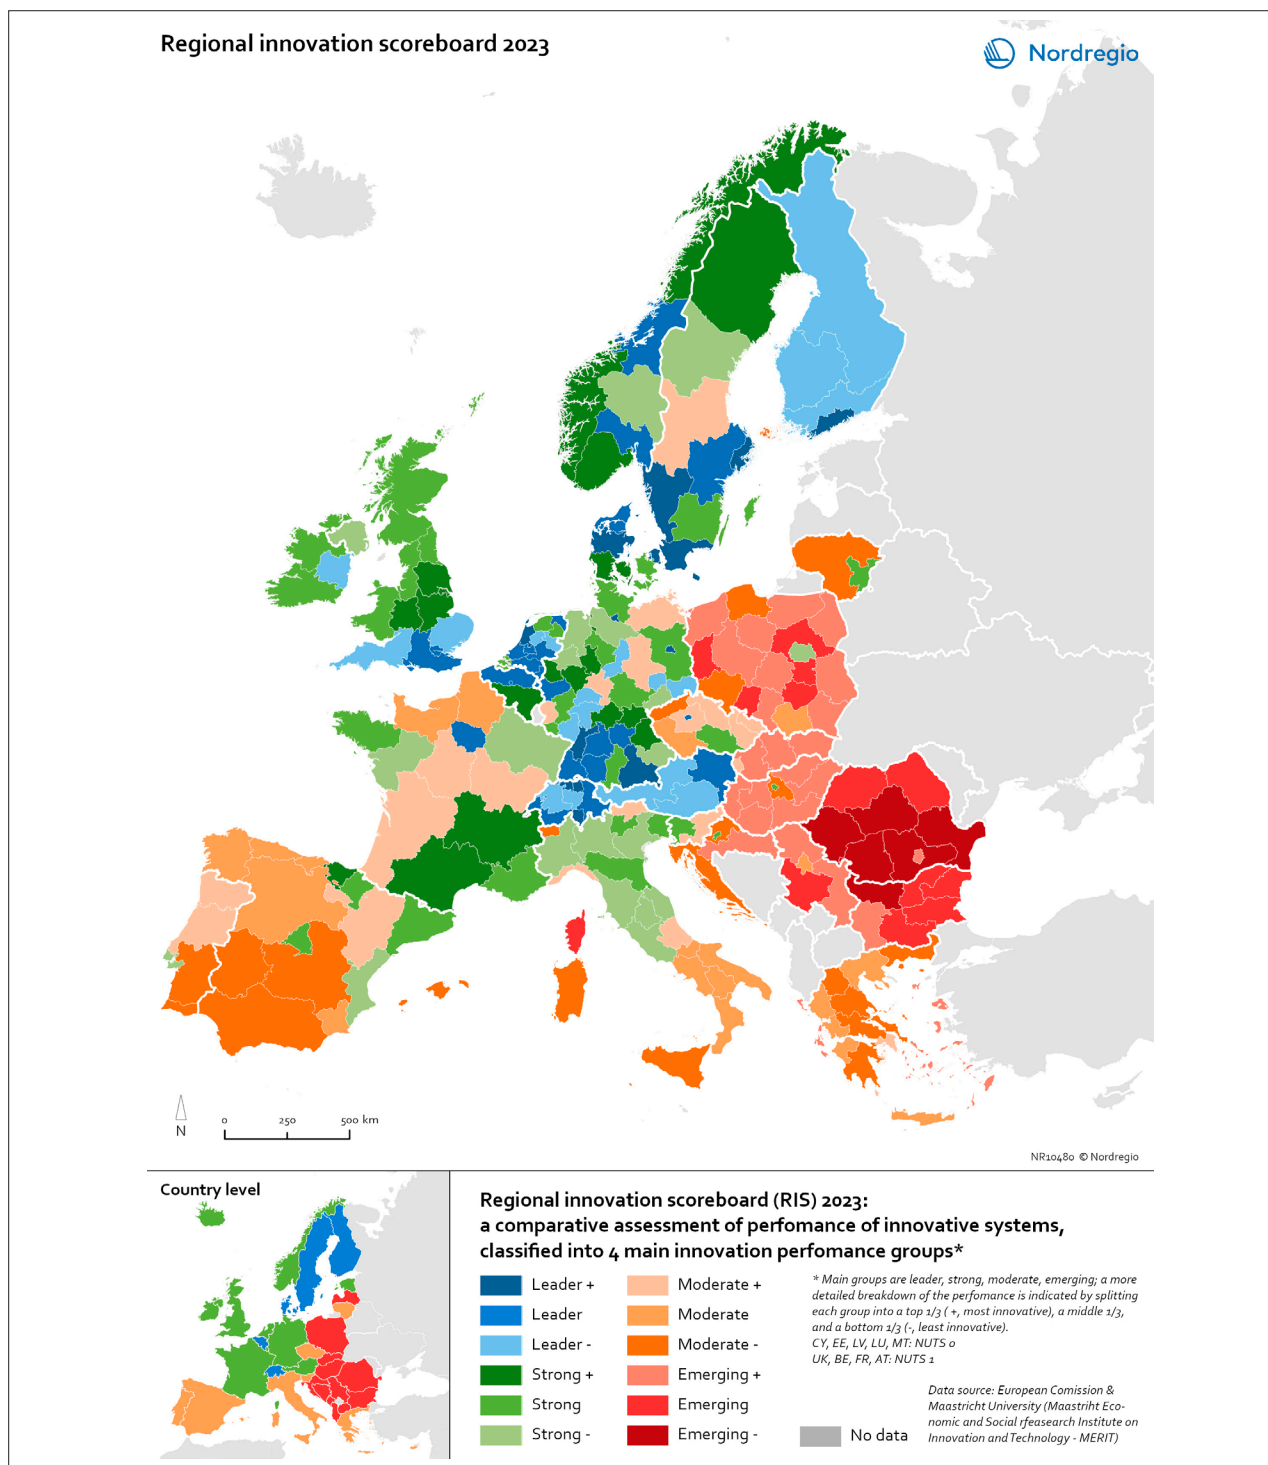 Regional innovation scoreboard 2023
Nordregio
N
0 250 500 km
NR10480 © Nordregio
Country level
Regional innovation scoreboard (RIS) 2023:
a comparative assessment of perfomance of innovative systems,
classified into 4 main innovation perfomance groups*
Leader +
Leader
Leader -
Strong +
Strong
Strong -
Moderate +
Moderate
Moderate -
Emerging +
Emerging
Emerging -
* Main groups are leader, strong, moderate, emerging; a more
detailed breakdown of the perfomance is indicated by splitting
each group into a top 1/3 ( +, most innovative), a middle 1/3,
and a bottom 1/3 (-, least innovative).
CY, EE, LV, LU, MT: NUTS 0
UK, BE, FR, AT: NUTS 1
No data
Data source: European Comission &
Maastricht University (Maastriht Eco-
nomic and Social rfeasearch Institute on
Innovation and Technology - MERIT)